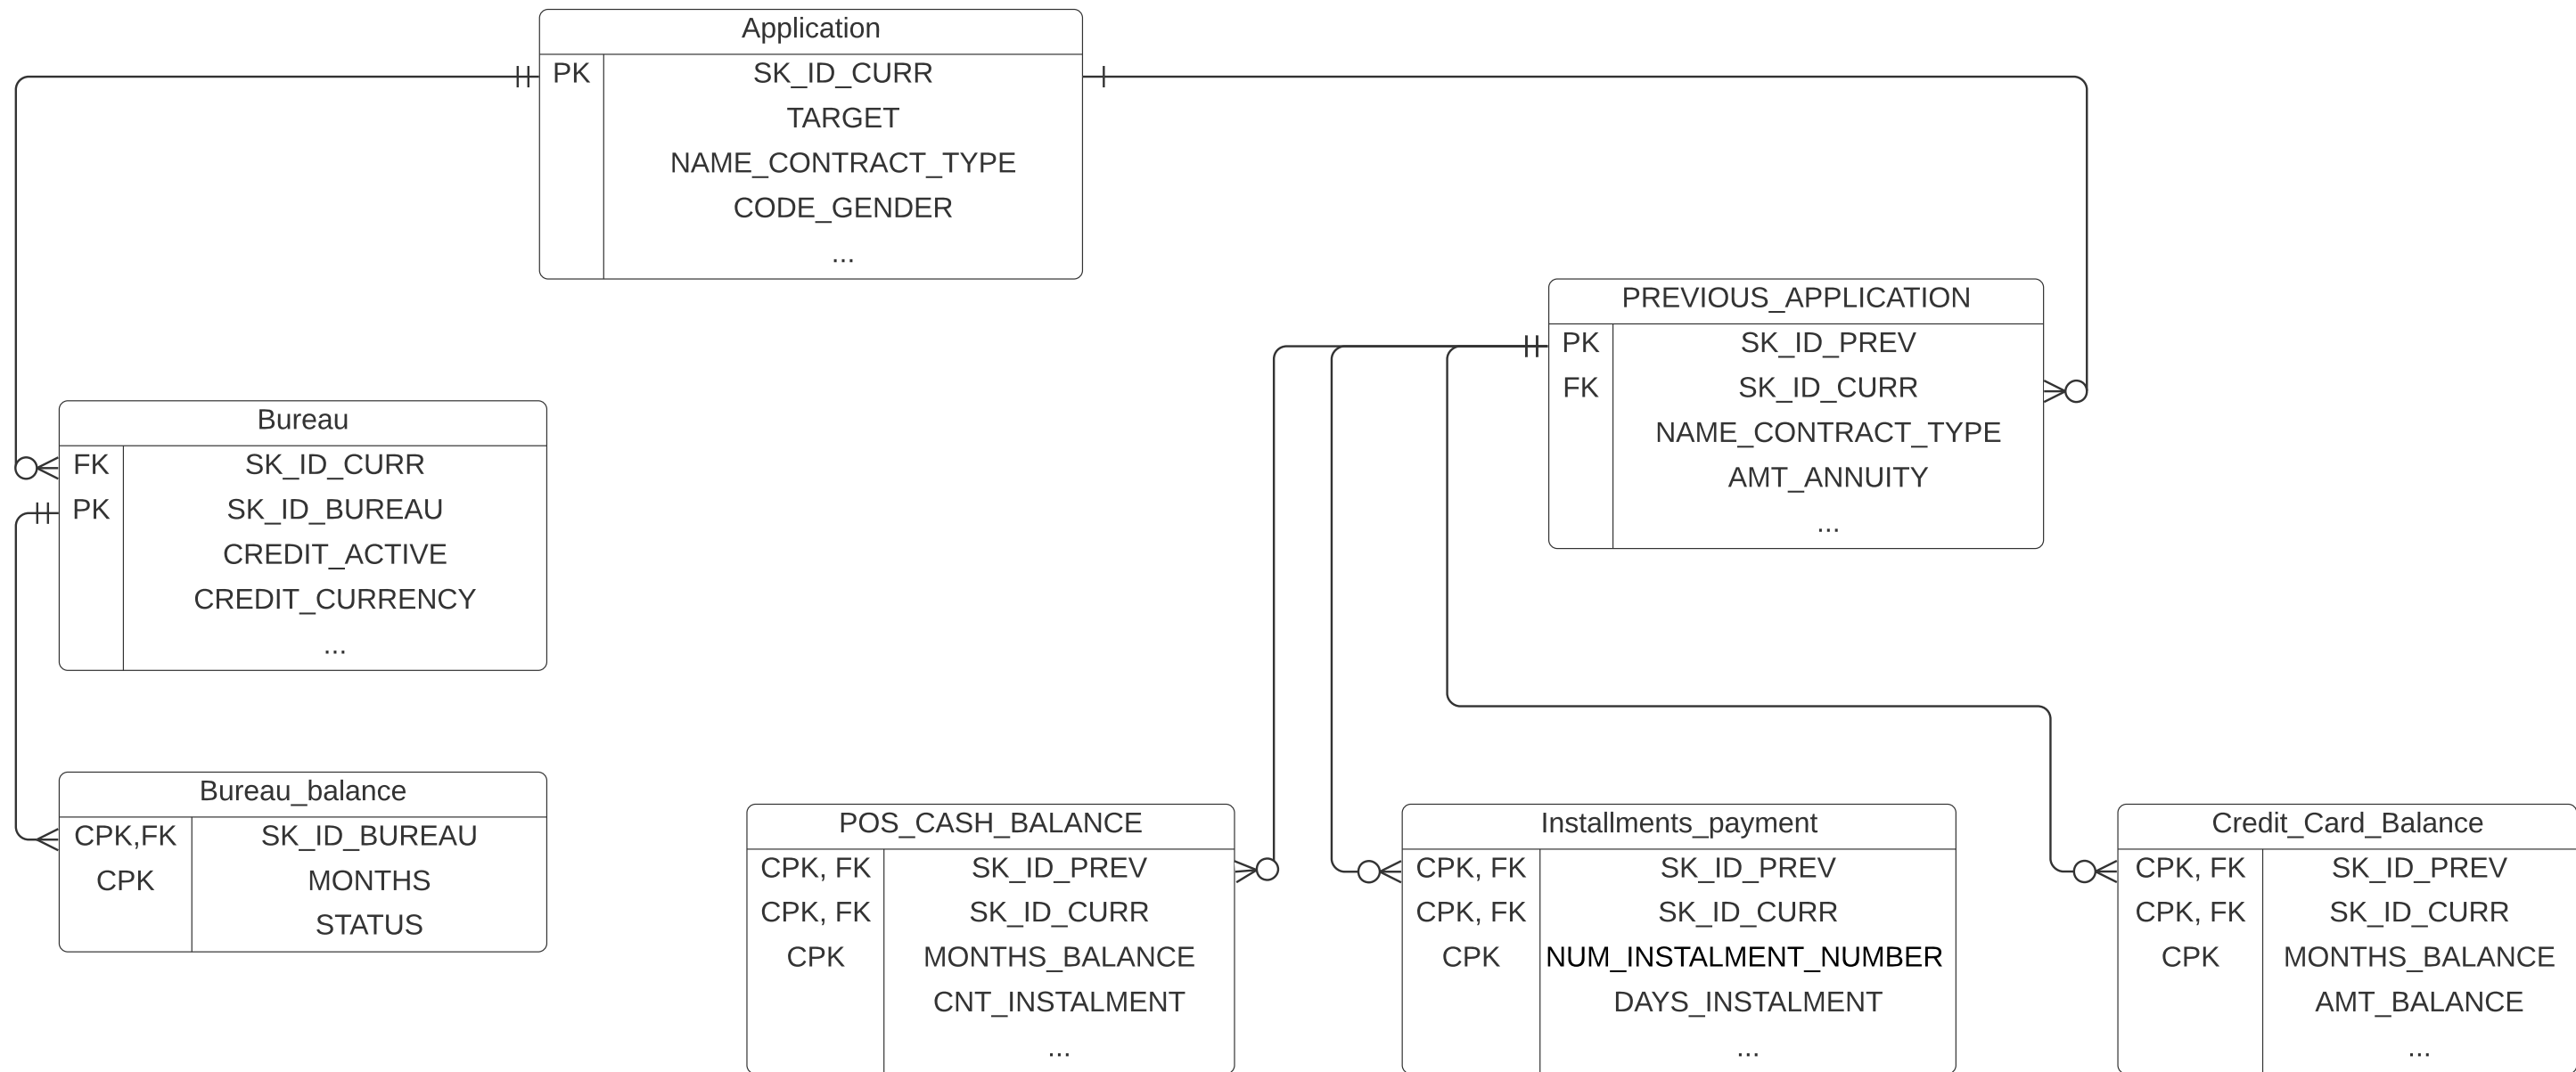 Application
PK SK_ID_CURR
TARGET
NAME_CONTRACT_TYPE
CODE_GENDER
...
PREVIOUS_APPLICATION
PK SK_ID_PREV
FK SK_ID_CURR
NAME_CONTRACT_TYPE
AMT_ANNUITY
...
Bureau
FK SK_ID_CURR
PK SK_ID_BUREAU
CREDIT_ACTIVE
CREDIT_CURRENCY
...
Bureau_balance
CPK,FK SK_ID_BUREAU
CPK MONTHS
STATUS
POS_CASH_BALANCE
CPK, FK SK_ID_PREV
CPK, FK SK_ID_CURR
CPK MONTHS_BALANCE
CNT_INSTALMENT
...
Installments_payment
CPK, FK SK_ID_PREV
CPK, FK SK_ID_CURR
CPK NUM_INSTALMENT_NUMBER
DAYS_INSTALMENT
...
Credit_Card_Balance
CPK, FK SK_ID_PREV
CPK, FK SK_ID_CURR
CPK MONTHS_BALANCE
AMT_BALANCE
...